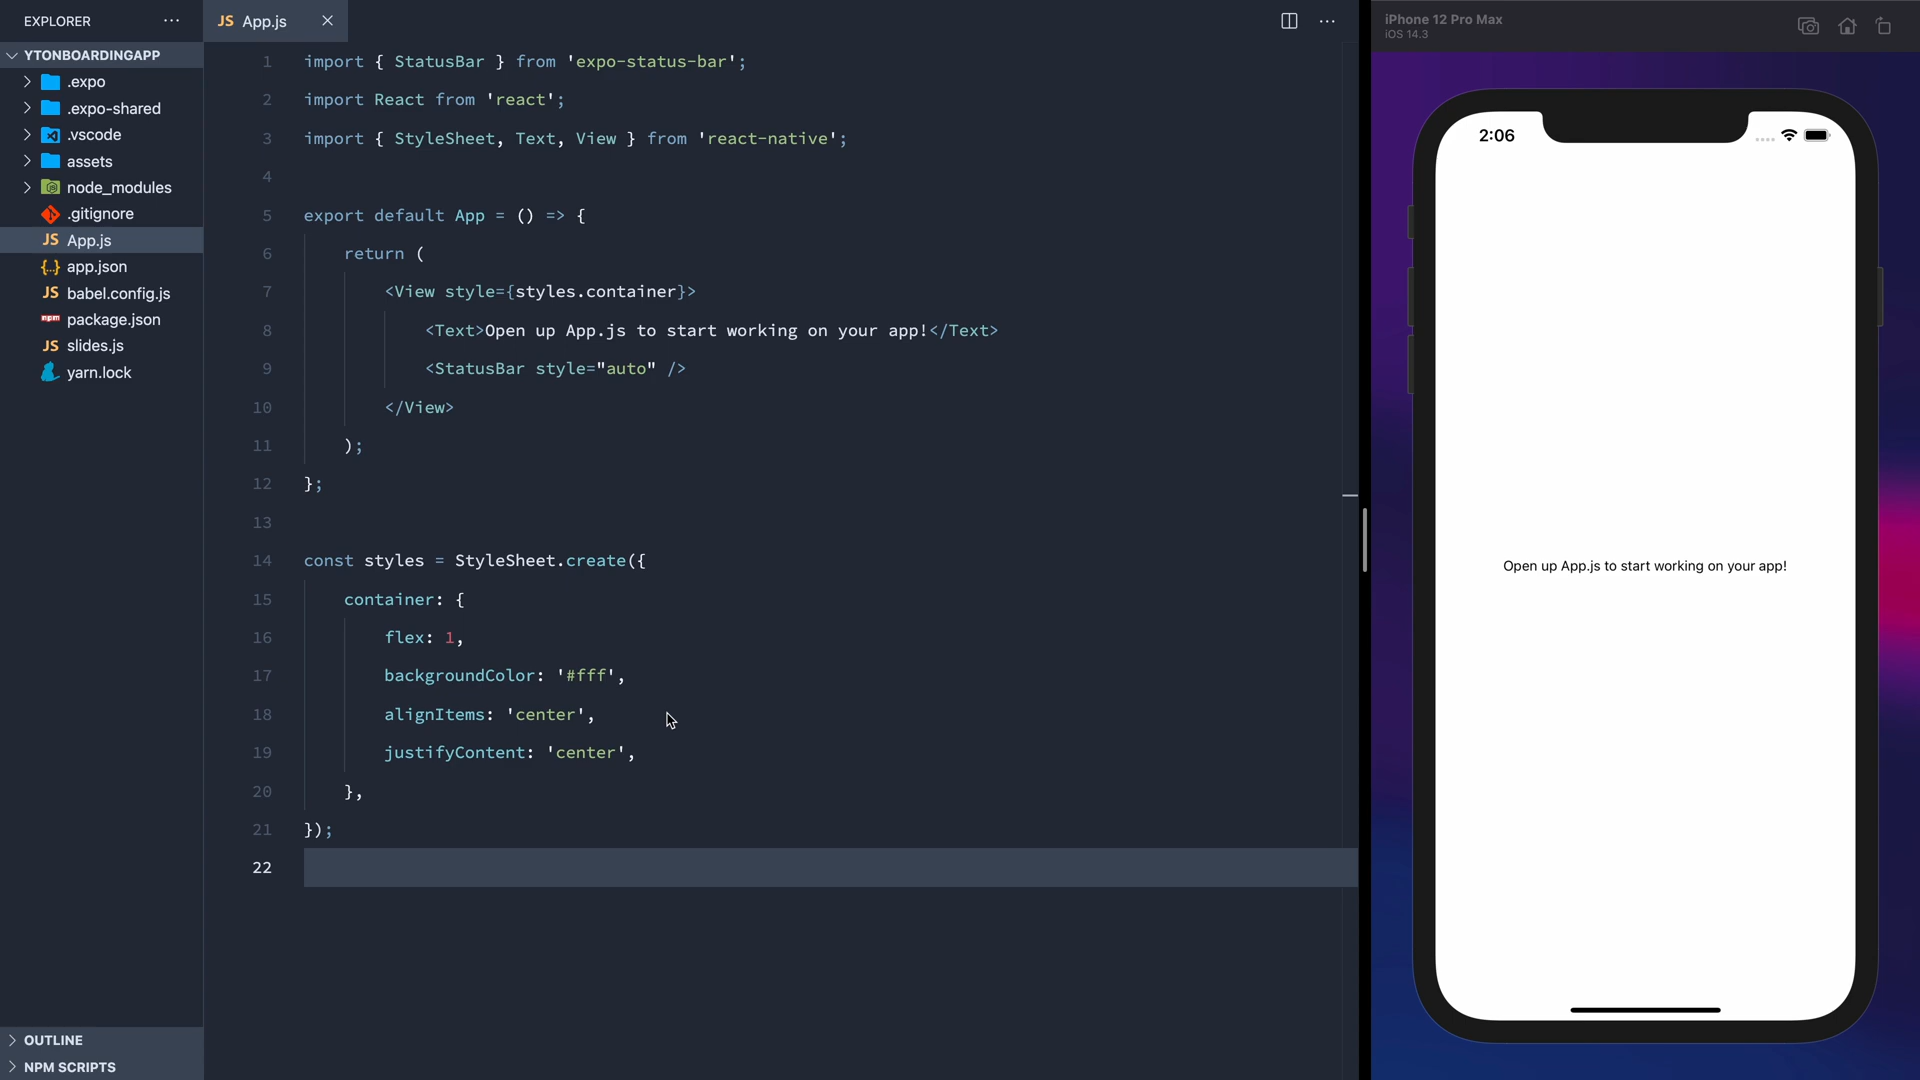 EXPLORER
YTONBOARDINGAPP
.expo
.expo-shared
.vscode
assets
node_modules
.gitignore
JS App.js
{..} app.json
JS babel.config.js
npm package.json
JS slides.js
yarn.lock
OUTLINE
NPM SCRIPTS
JS App.js
1 import { StatusBar } from 'expo-status-bar';
2 import React from 'react';
3 import { StyleSheet, Text, View } from 'react-native';
4
5 export default App = () => {
6 return (
7 <View style={styles.container}>
8 <Text>Open up App.js to start working on your app!</Text>
9 <StatusBar style="auto" />
10 </View>
11 );
12 };
13
14 const styles = StyleSheet.create({
15 container: {
16 flex: 1,
17 backgroundColor: '#fff',
18 alignItems: 'center',
19 justifyContent: 'center',
20 },
21 });
22
iPhone 12 Pro Max
iOS 14.3
2:06
Open up App.js to start working on your app!